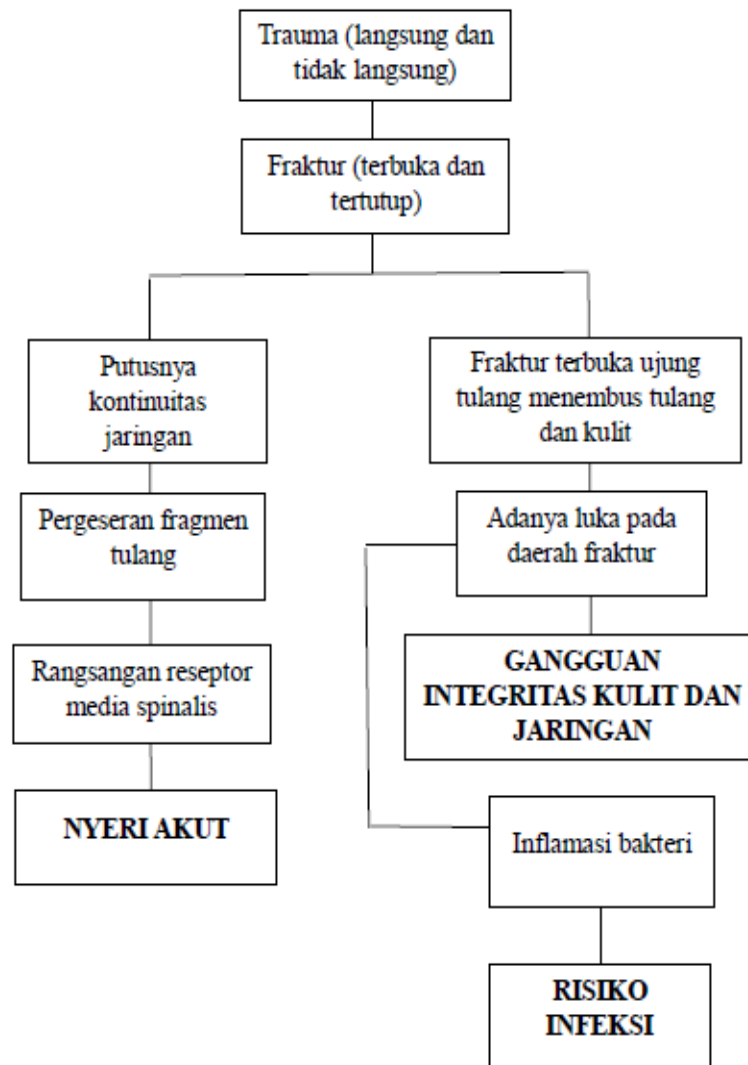 Trauma (langsung dan
tidak langsung)
Fraktur (terbuka dan
tertutup)
Putusnya
kontinuitas
jaringan
Pergeseran fragmen
tulang
Rangsangan reseptor
media spinalis
NYERI AKUT
Fraktur terbuka ujung
tulang menembus tulang
dan kulit
Adanya luka pada
daerah fraktur
GANGGUAN
INTEGRITAS KULIT DAN
JARINGAN
Inflamasi bakteri
RISIKO
INFEKSI